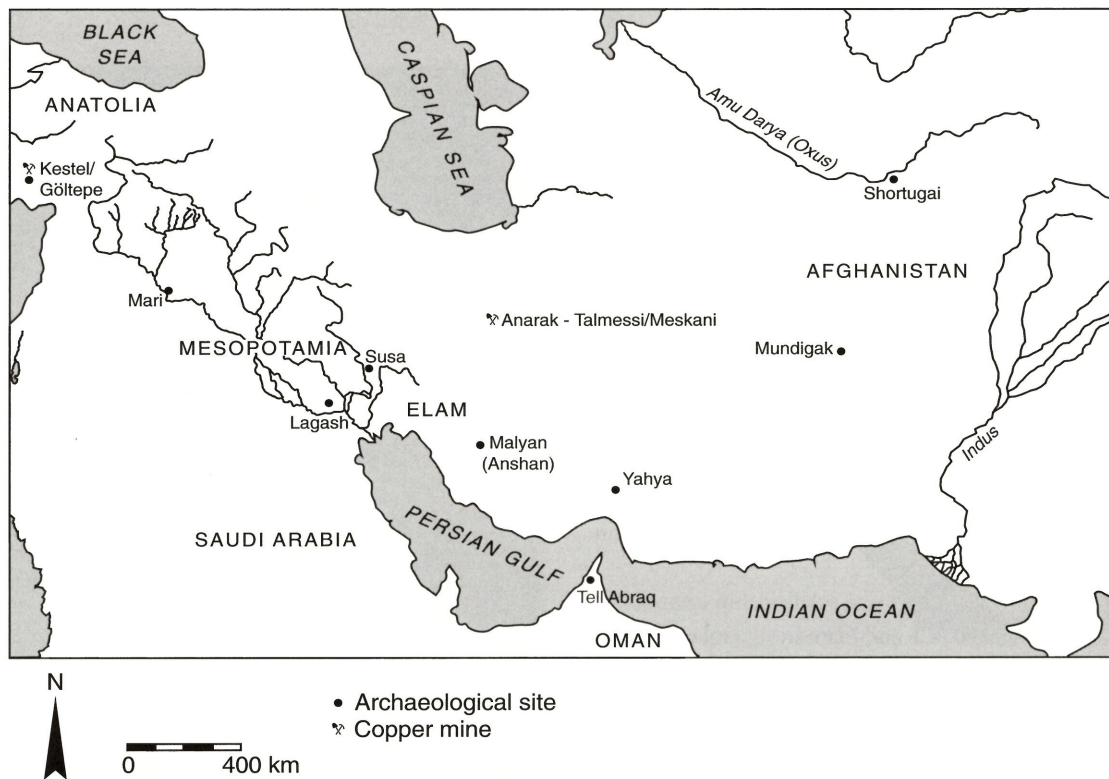 BLACK
SEA
ANATOLIA
CASPIAN SEA
Amu Darya (Oxus)
Kestel/
Göltepe
Shortugai
AFGHANISTAN
Mari
Anarak - Talmessi/Meskani
MESOPOTAMIA
Susa
Mundigak
Lagash
ELAM
Malyan
(Anshan)
Indus
Yahya
SAUDI ARABIA
PERSIAN GULF
Tell Abraq
INDIAN OCEAN
OMAN
N
Archaeological site
Copper mine
0 400 km